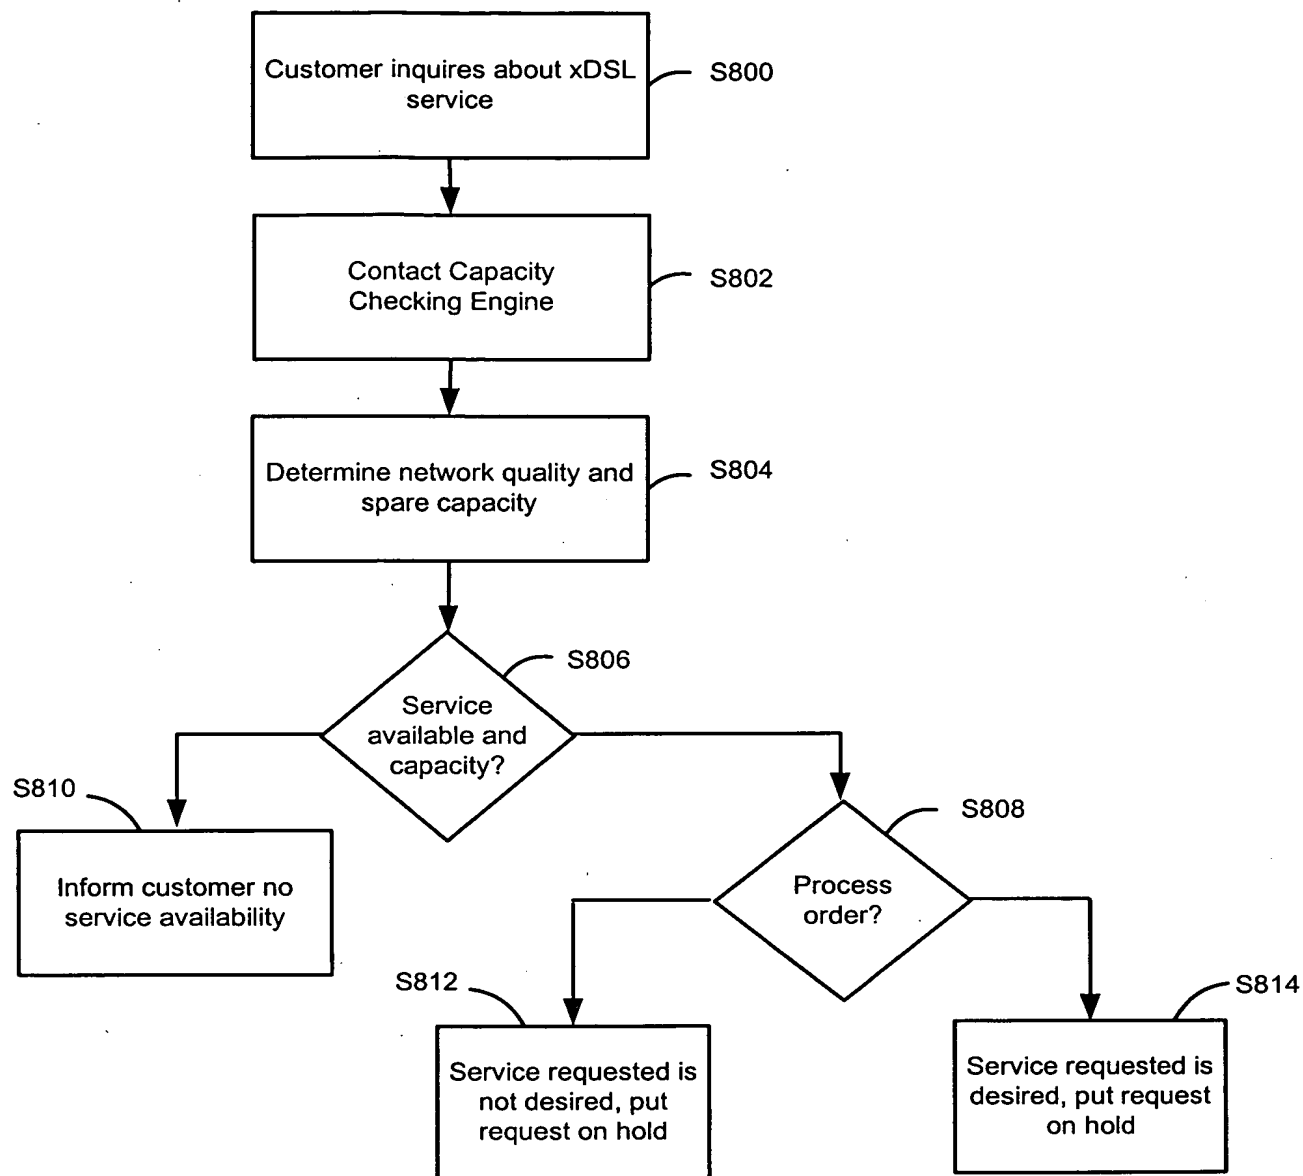 Customer inquires about xDSL
service
S800
Contact Capacity
Checking Engine
S802
Determine network quality and
spare capacity
S804
S806
Service
available and
capacity?
S810
Inform customer no
service availability
S808
Process
order?
S812
Service requested is
not desired, put
request on hold
S814
Service requested is
desired, put request
on hold